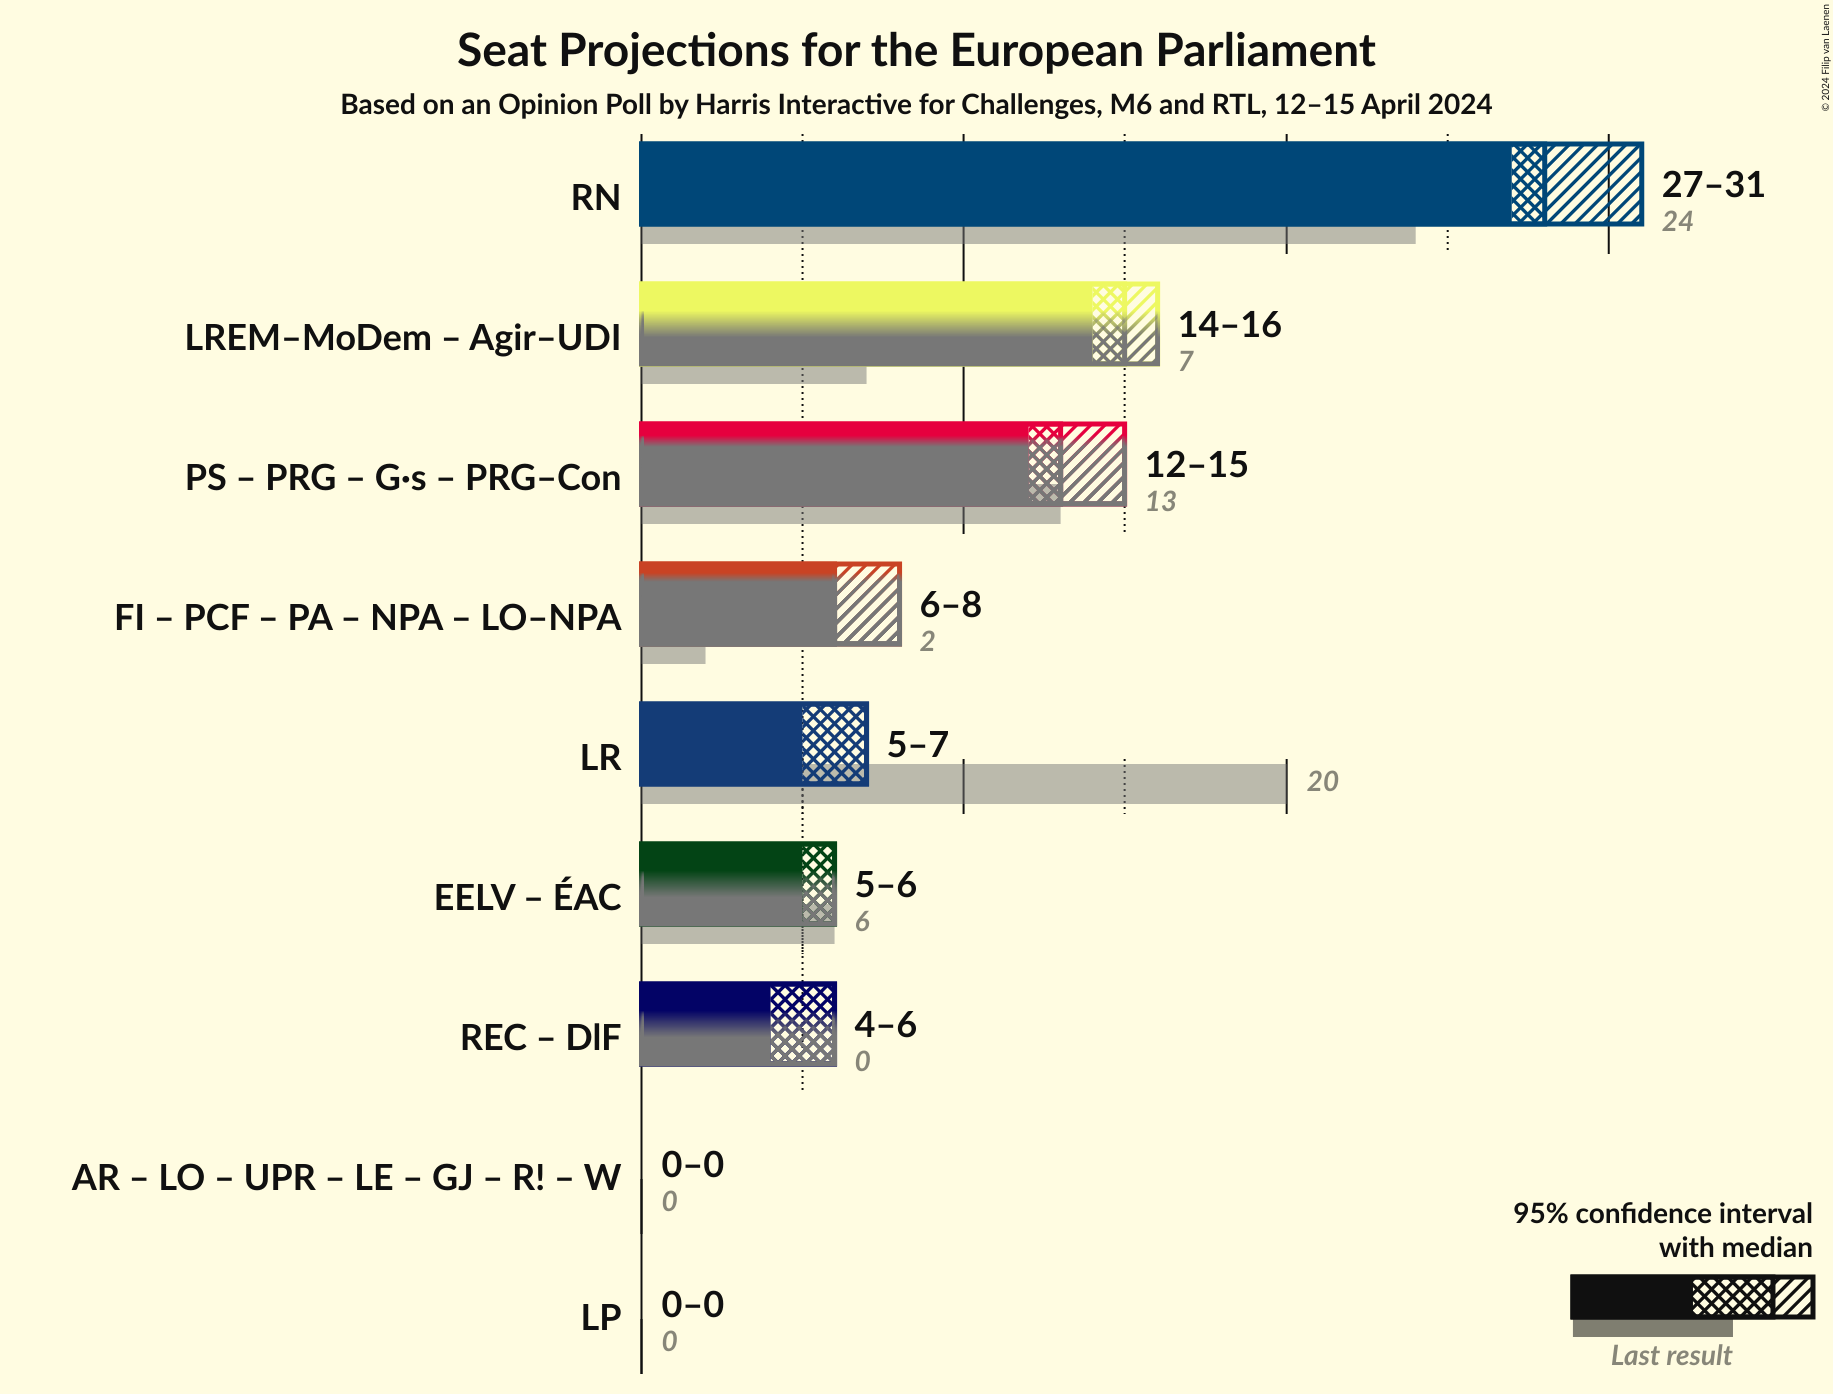 Seat Projections for the European Parliament
Based on an Opinion Poll by Harris Interactive for Challenges, M6 and RTL, 12–15 April 2024
© 2024 Filip van Laenen
RN
27–31
24
LREM–MoDem – Agir–UDI
14–16
7
PS – PRG – G·s – PRG–Con
12–15
13
FI – PCF – PA – NPA – LO–NPA
6–8
2
LR
5–7
20
EELV – ÉAC
5–6
6
REC – DlF
4–6
0
AR – LO – UPR – LE – GJ – R! – W
0–0
0
LP
0–0
0
95% confidence interval
with median
Last result